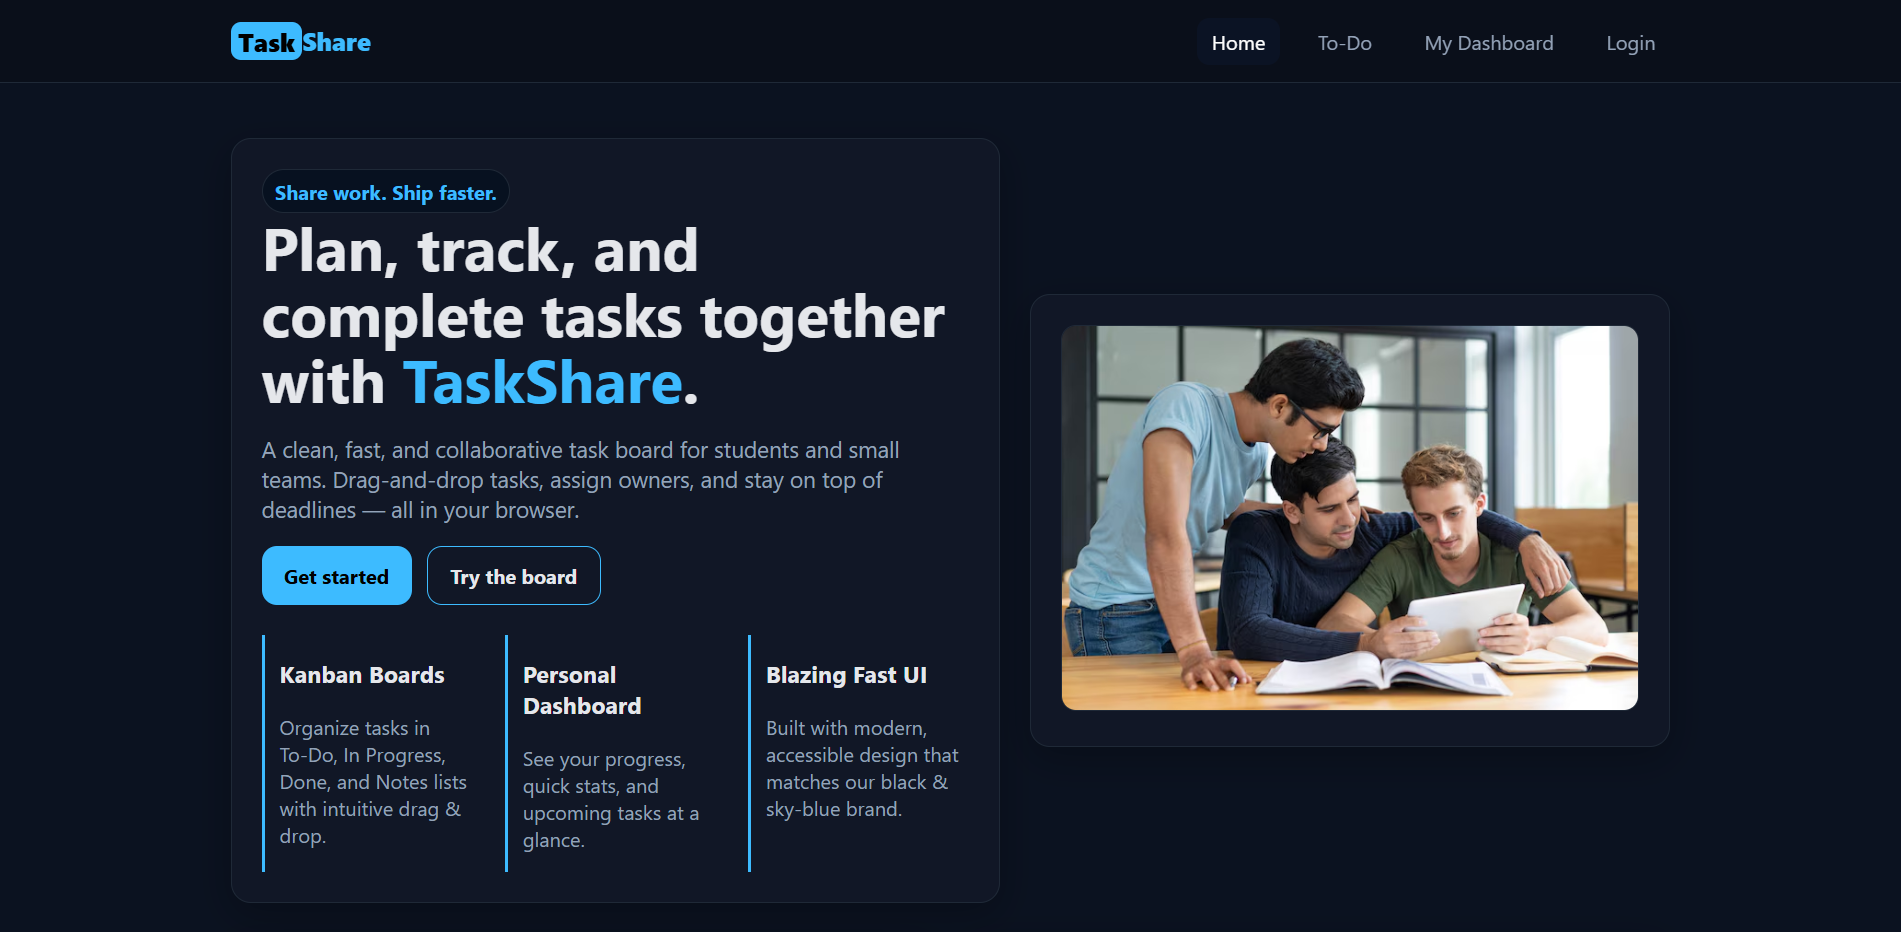 TaskShare
Home To-Do My Dashboard Login
Share work. Ship faster.
Plan, track, and
complete tasks together
with TaskShare.
A clean, fast, and collaborative task board for students and small
teams. Drag-and-drop tasks, assign owners, and stay on top of
deadlines — all in your browser.
Get started
Try the board
Kanban Boards
Organize tasks in
To-Do, In Progress,
Done, and Notes lists
with intuitive drag &
drop.
Personal
Dashboard
See your progress,
quick stats, and
upcoming tasks at a
glance.
Blazing Fast UI
Built with modern,
accessible design that
matches our black &
sky-blue brand.